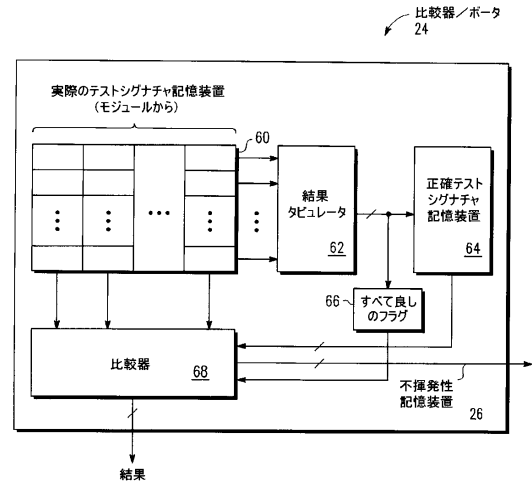 比較器／ボータ
24
実際のテストシグナチャ記憶装置
(モジュールから)
60
結果
タビュレータ
62
正確テスト
シグナチャ
記憶装置
64
66
すべて良し
のフラグ
比較器
68
不揮発性
記憶装置
26
結果